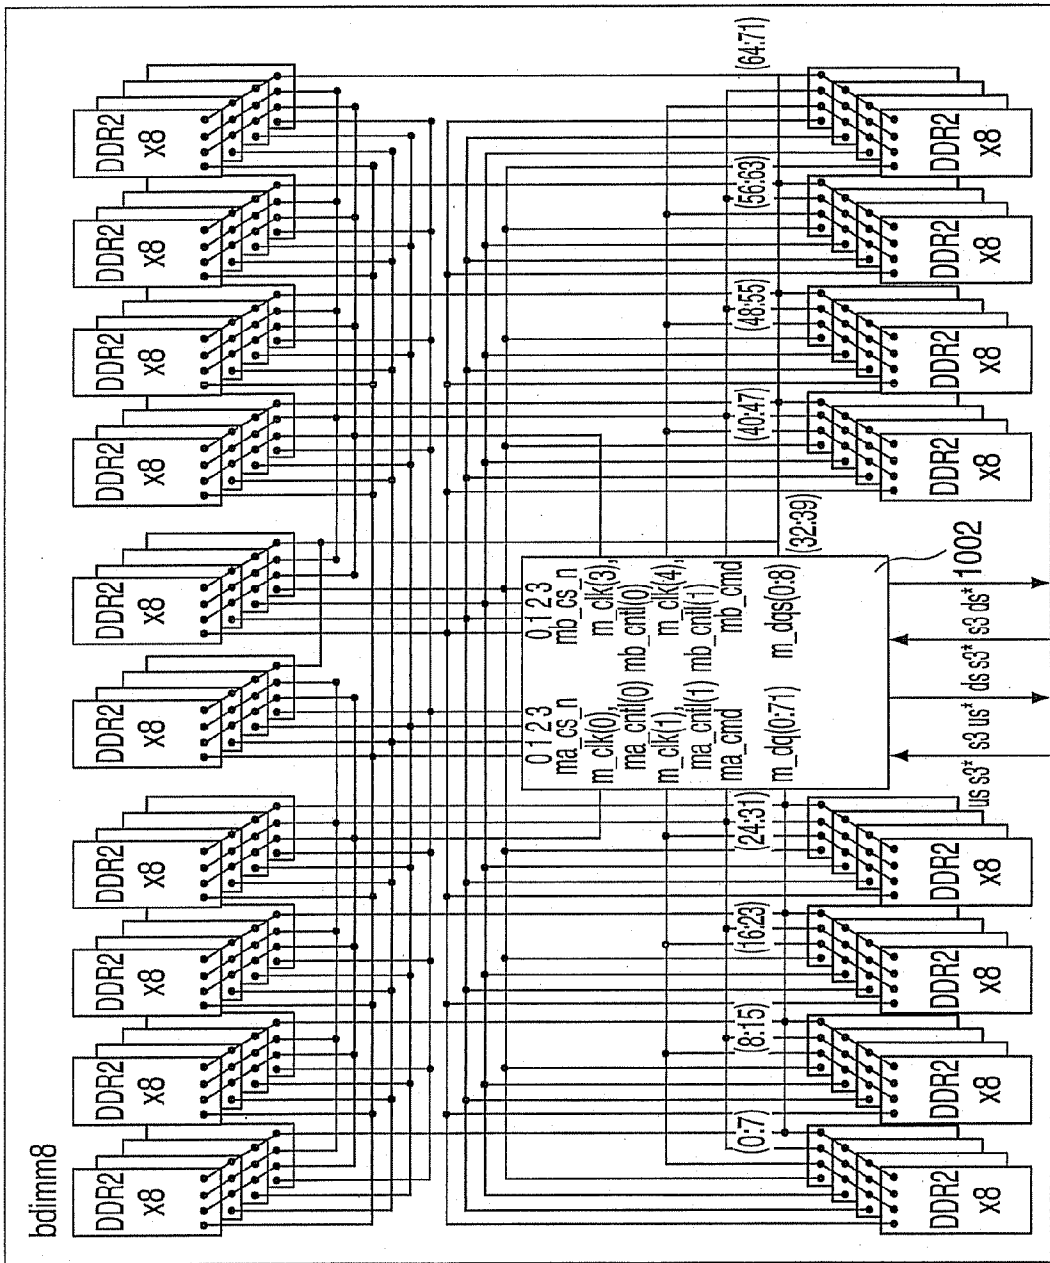 bdimm8
DDR2 x8
DDR2 x8
DDR2 x8
DDR2 x8
DDR2 x8
DDR2 x8
DDR2 x8
DDR2 x8
DDR2 x8
DDR2 x8
0 1 2 3
ma_cs_n
m_clk(0),
ma_cntl(0)
m_clk(1),
ma_cntl(1)
ma_cmd
m_dq(0:71)
0 1 2 3
mb_cs_n
m_clk(3),
mb_cntl(0)
m_clk(4),
mb_cntl(1)
mb_cmd
m_dqs(0:8)
(0:7)
(8:15)
(16:23)
(24:31)
(32:39)
(40:47)
(48:55)
(56:63)
(64:71)
DDR2 x8
DDR2 x8
DDR2 x8
DDR2 x8
DDR2 x8
DDR2 x8
DDR2 x8
DDR2 x8
1002
us s3* s3 us* ds s3* s3 ds*